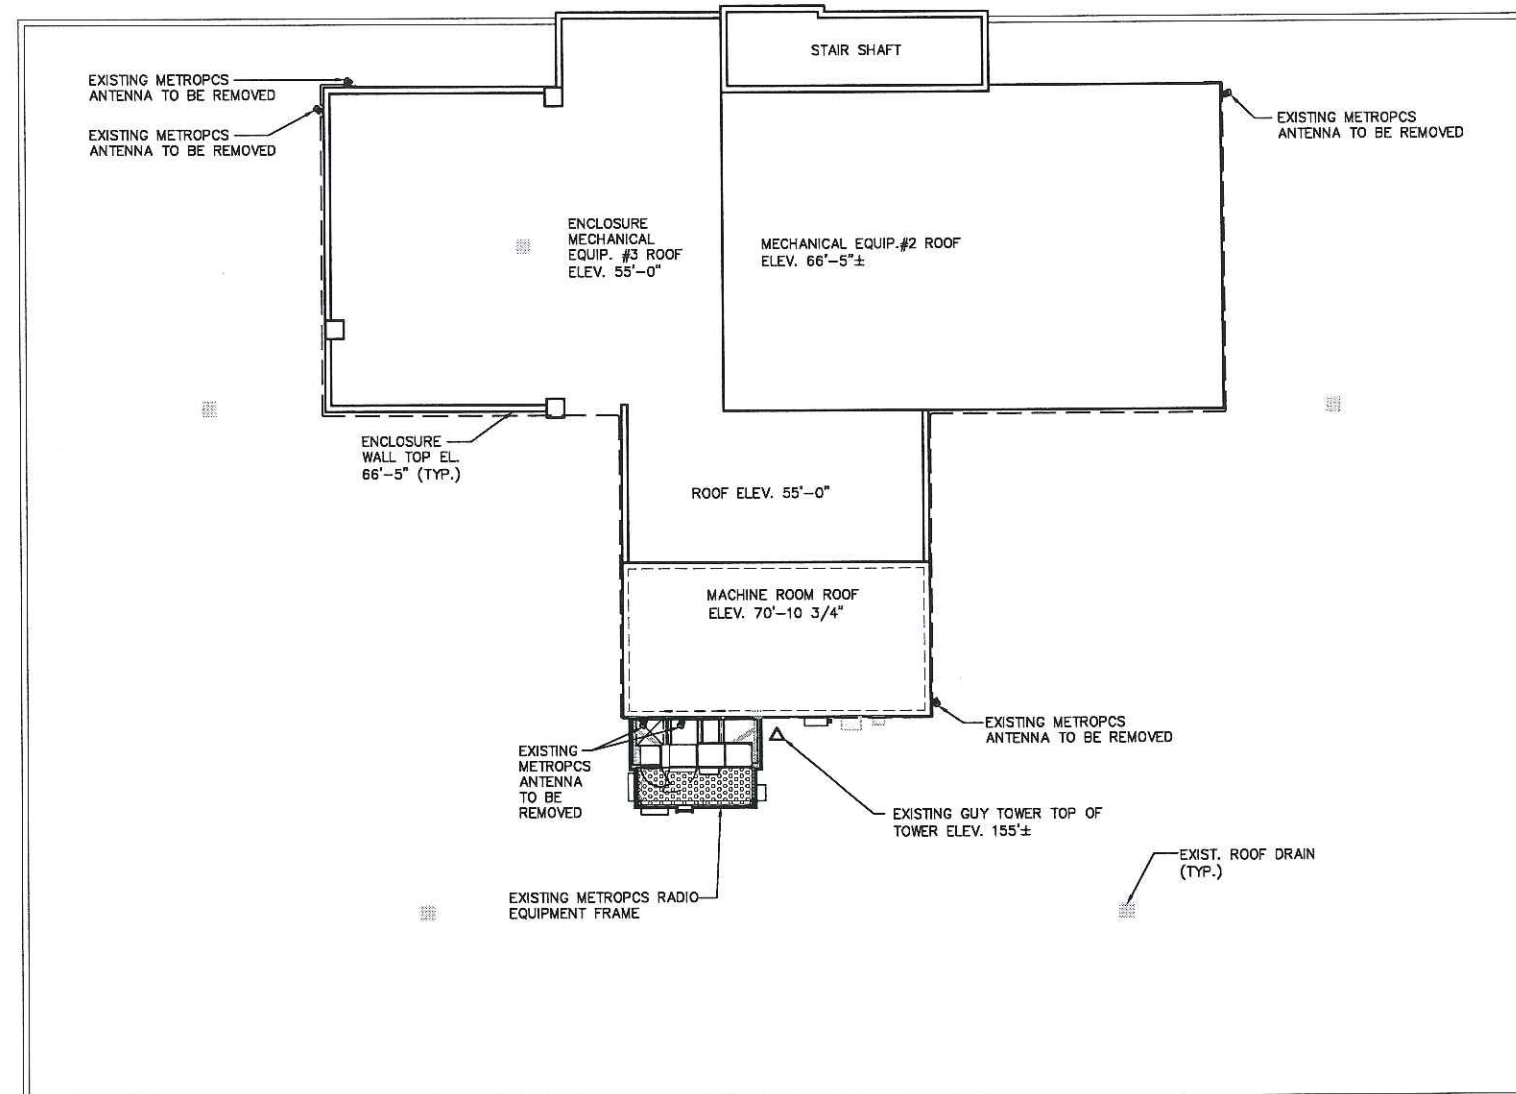 STAIR SHAFT
EXISTING METROPCS
ANTENNA TO BE REMOVED
EXISTING METROPCS
ANTENNA TO BE REMOVED
EXISTING METROPCS
ANTENNA TO BE REMOVED
ENCLOSURE
MECHANICAL
EQUIP. #3 ROOF
ELEV. 55'-0"
MECHANICAL EQUIP.#2 ROOF
ELEV. 66'-5"±
ENCLOSURE
WALL TOP EL.
66'-5" (TYP.)
ROOF ELEV. 55'-0"
MACHINE ROOM ROOF
ELEV. 70'-10 3/4"
EXISTING METROPCS
ANTENNA TO BE REMOVED
EXISTING
METROPCS
ANTENNA
TO BE
REMOVED
EXISTING GUY TOWER TOP OF
TOWER ELEV. 155'±
EXIST. ROOF DRAIN
(TYP.)
EXISTING METROPCS RADIO
EQUIPMENT FRAME